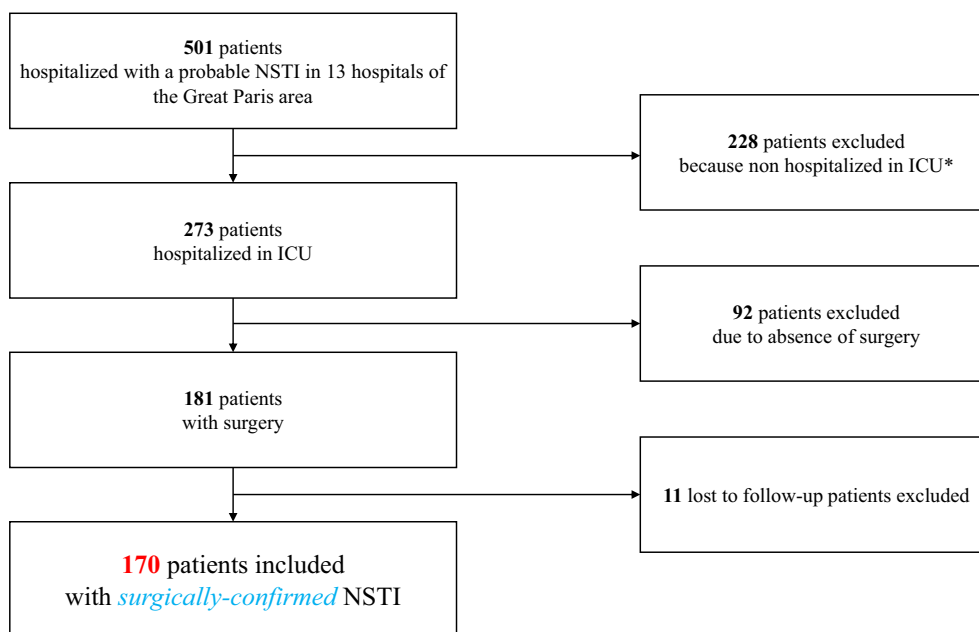 501 patients
hospitalized with a probable NSTI in 13 hospitals of
the Great Paris area
228 patients excluded
because non hospitalized in ICU*
273 patients
hospitalized in ICU
92 patients excluded
due to absence of surgery
181 patients
with surgery
11 lost to follow-up patients excluded
170 patients included
with surgically-confirmed NSTI